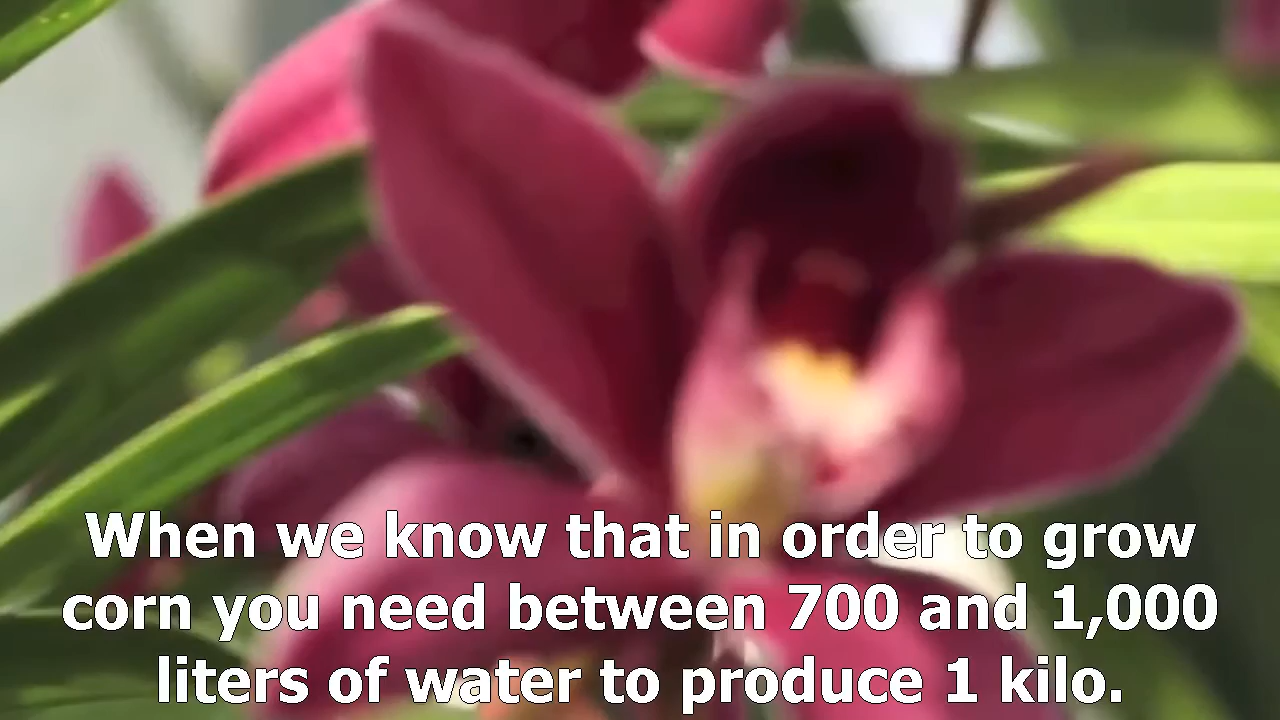 When we know that in order to grow
corn you need between 700 and 1,000
liters of water to produce 1 kilo.